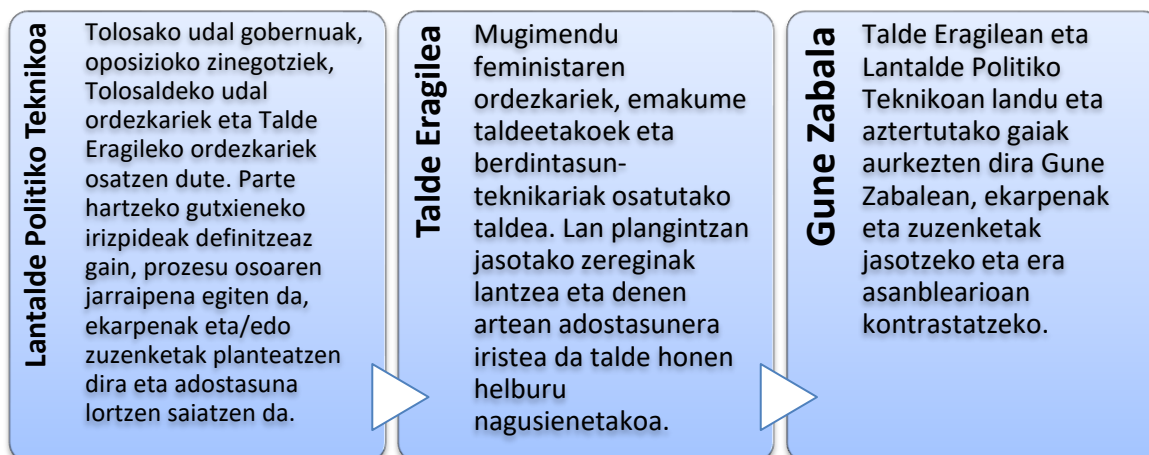 Lantalde Politiko Teknikoa
Tolosako udal gobernuak,
oposizioko zinegotziek,
Tolosaldeko udal
ordezkariek eta Talde
Eragileko ordezkariek
osatzen dute. Parte
hartzeko gutxieneko
irizpideak definitzeaz
gain, prozesu osoaren
jarraipena egiten da,
ekarpenak eta/edo
zuzenketak planteatzen
dira eta adostasuna
lortzen saiatzen da.
Talde Eragilea
Mugimendu
feministaren
ordezkariek, emakume
taldeetakoek eta
berdintasun-
teknikariak osatutako
taldea. Lan plangintzan
jasotako zereginak
lantzea eta denen
artean adostasunera
iristea da talde honen
helburu
nagusienetakoa.
Gune Zabala
Talde Eragilean eta
Lantalde Politiko
Teknikoan landu eta
aztertutako gaiak
aurkezten dira Gune
Zabalean, ekarpenak
eta zuzenketak
jasotzeko eta era
asanblearioan
kontrastatzeko.